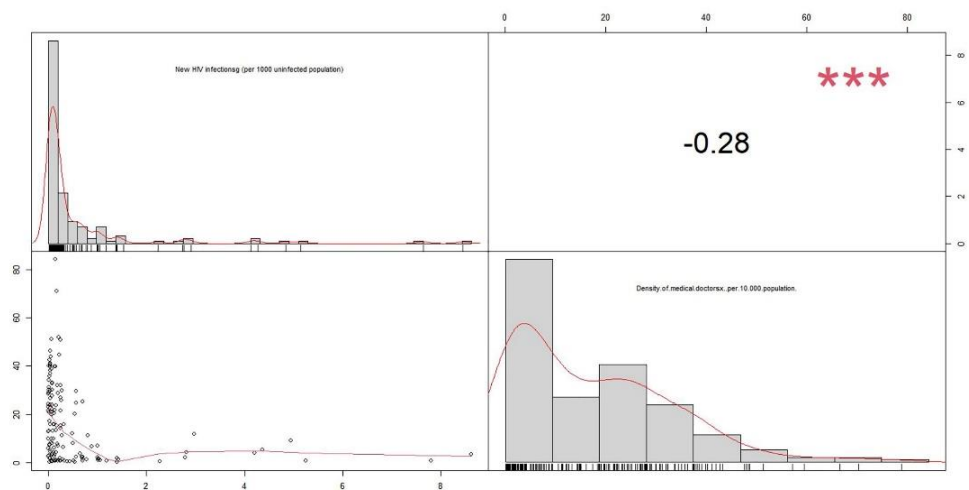 0 20 40 60 80
New HIV infectionsg (per 1000 uninfected population)
***
-0.28
0 2 4 6 8
Density.of.medical.doctorsx..per.10.000.population.
0 20 40 60 80
0 2 4 6 8